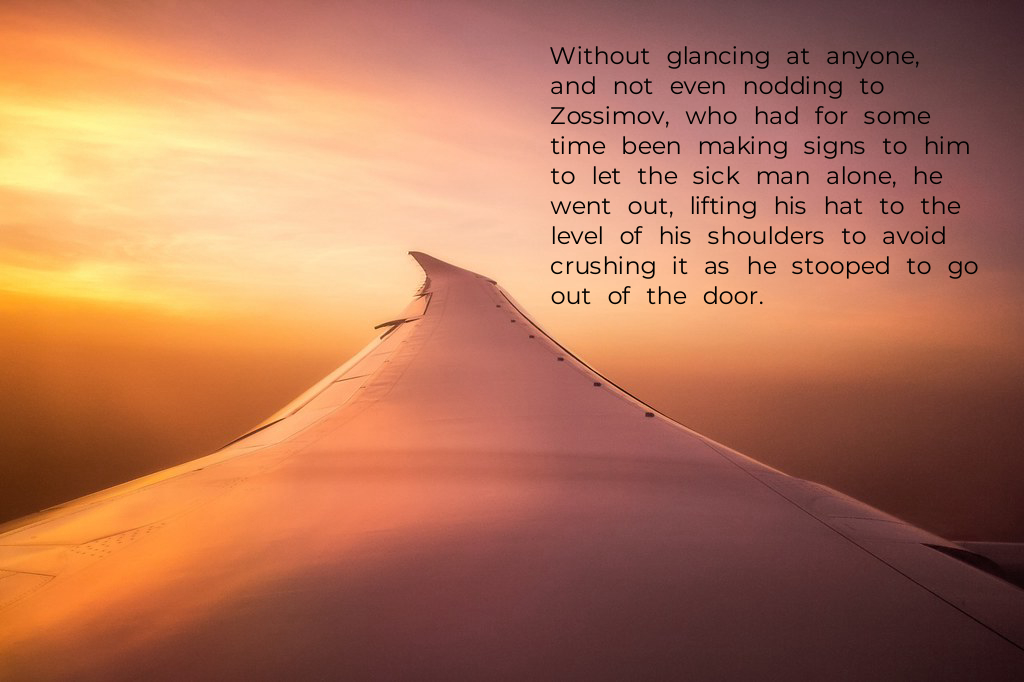 Without glancing at anyone,
and not even nodding to
Zossimov, who had for some
time been making signs to him
to let the sick man alone, he
went out, lifting his hat to the
level of his shoulders to avoid
crushing it as he stooped to go
out of the door.